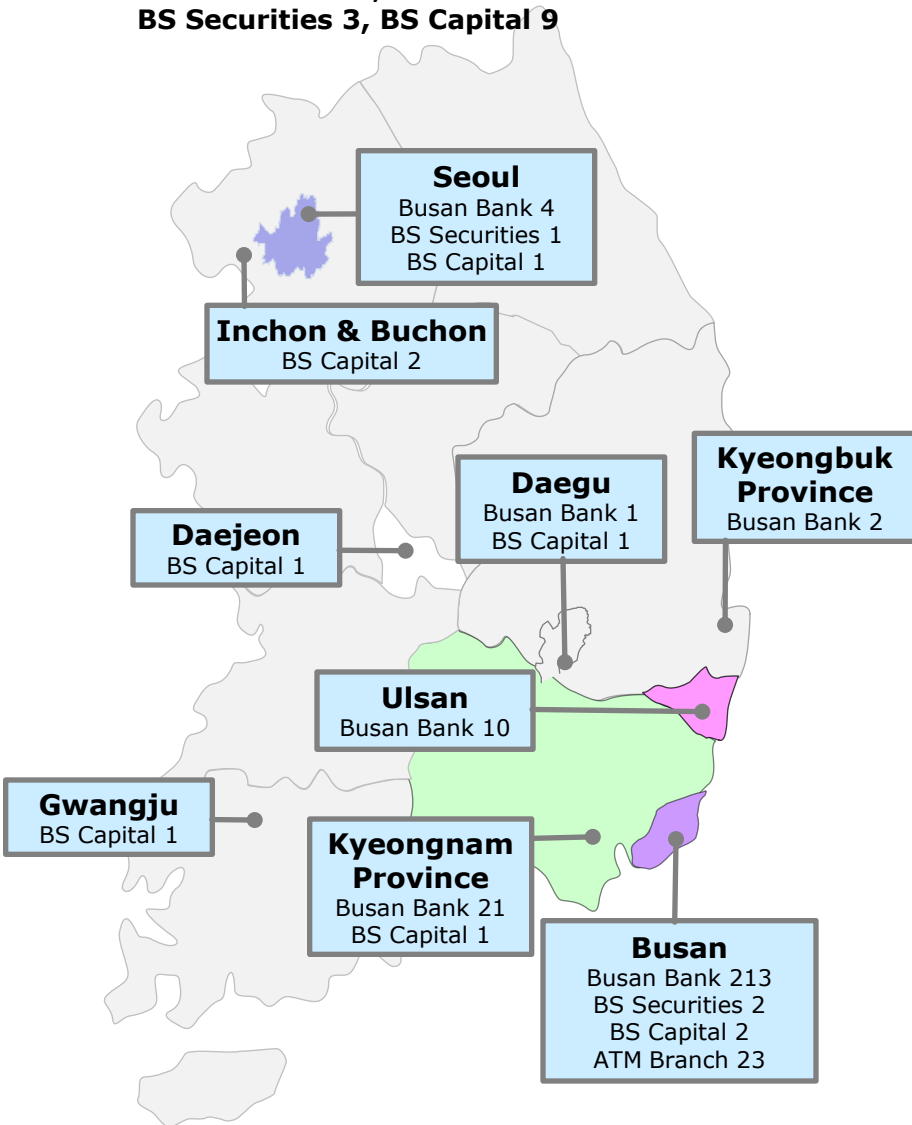 BS Securities 3, BS Capital 9
Seoul
Busan Bank 4
BS Securities 1
BS Capital 1
Inchon & Buchon
BS Capital 2
Kyeongbuk
Province
Busan Bank 2
Daegu
Busan Bank 1
BS Capital 1
Daejeon
BS Capital 1
Ulsan
Busan Bank 10
Gwangju
BS Capital 1
Kyeongnam
Province
Busan Bank 21
BS Capital 1
Busan
Busan Bank 213
BS Securities 2
BS Capital 2
ATM Branch 23